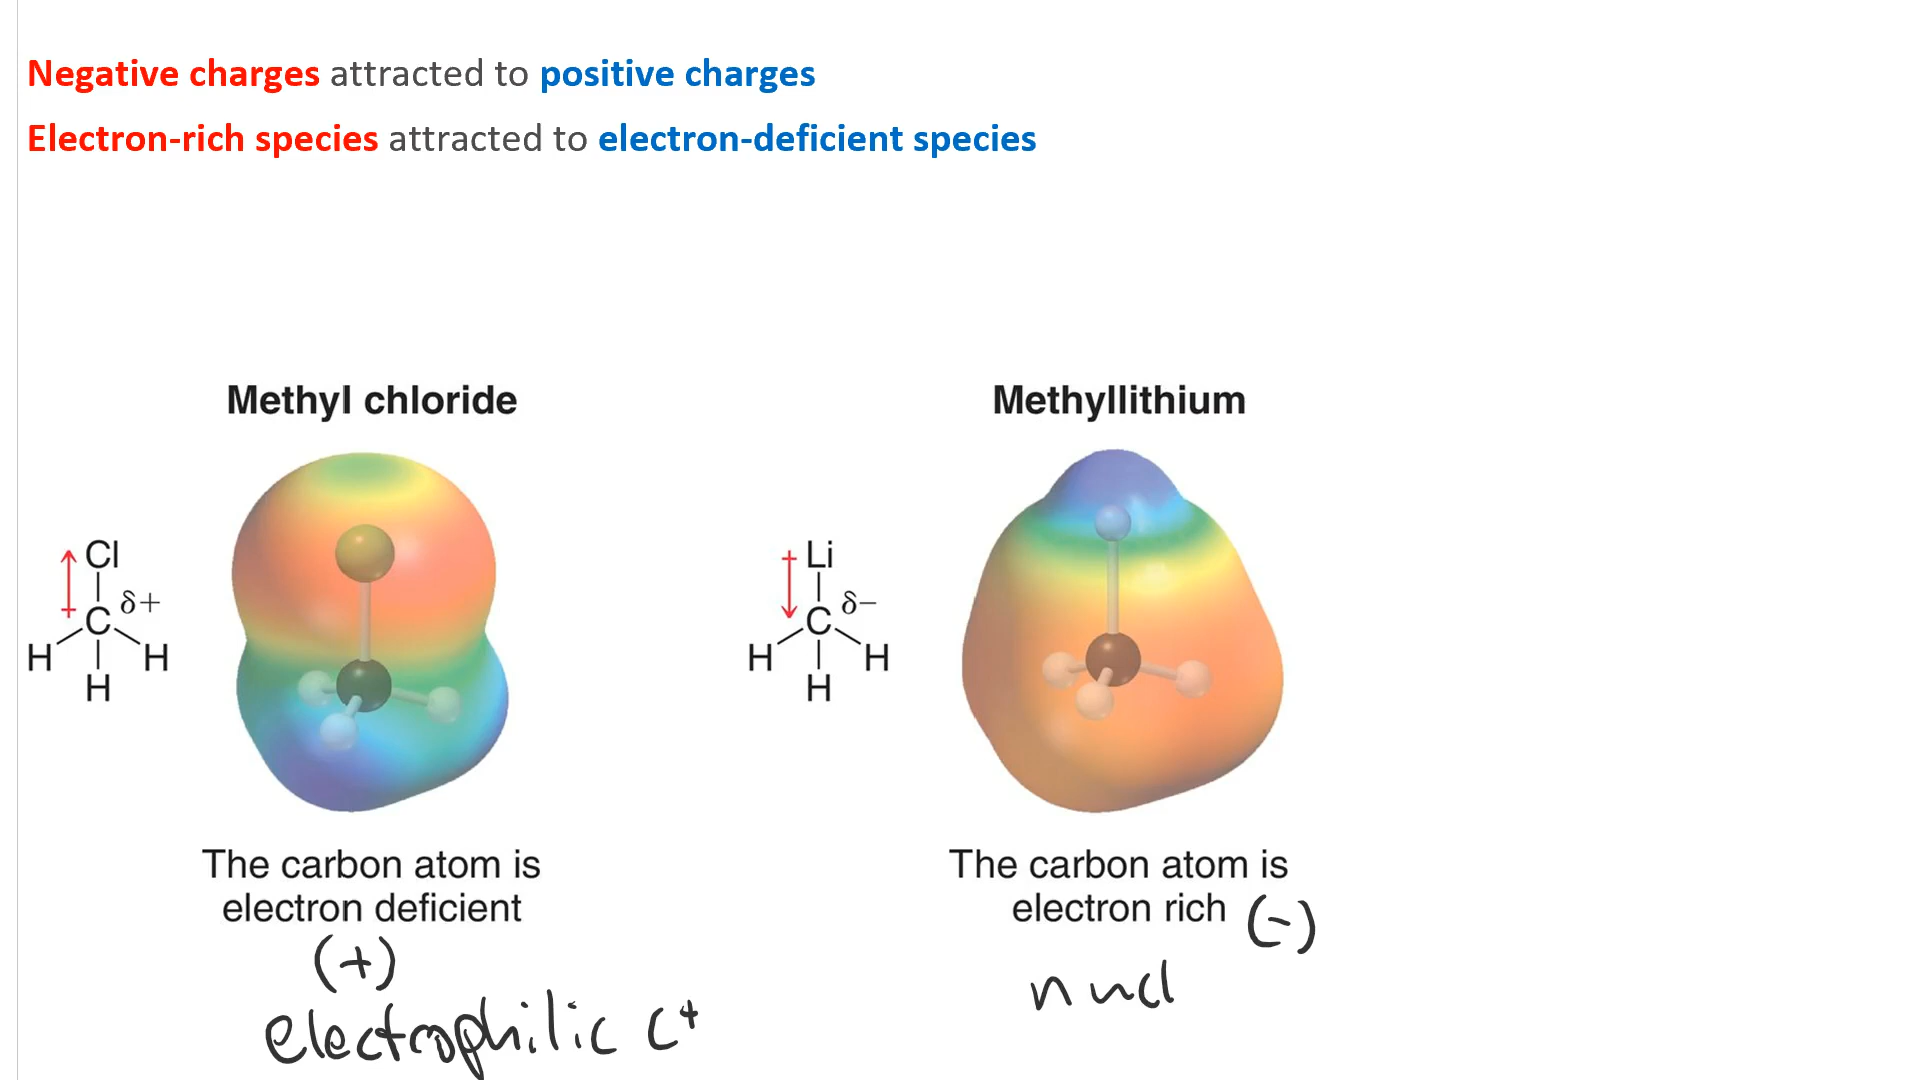 Negative charges attracted to positive charges
Electron-rich species attracted to electron-deficient species
Methyl chloride
Cl
δ+
C
H H
H
The carbon atom is
electron deficient
(+)
electrophilic C+
Methyllithium
Li
δ−
C
H H
H
The carbon atom is
electron rich (-)
nucl